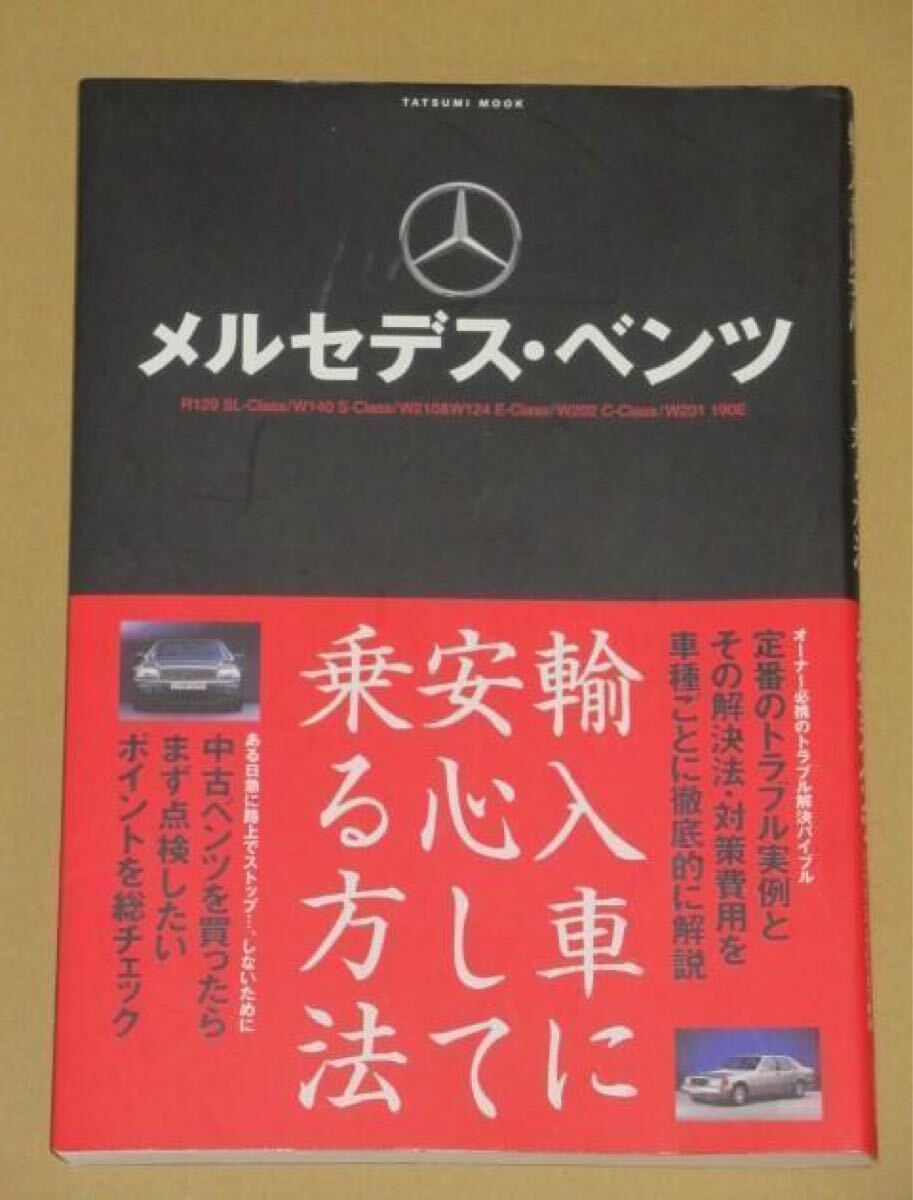 TATSUMI MOOK
メルセデス・ベンツ
R129 SL-Class/W140 S-Class/W210&W124 E-Class/W202 C-Class/W201 190E
オーナー必携のトラブル解決バイブル
定番のトラブル実例と
その解決法・対策費用を
車種ごとに徹底的に解説
輸入車に
安心して
乗る方法
ある日急に路上でストップ…、しないために
中古ベンツを買ったら
まず点検したい
ポイントを総チェック